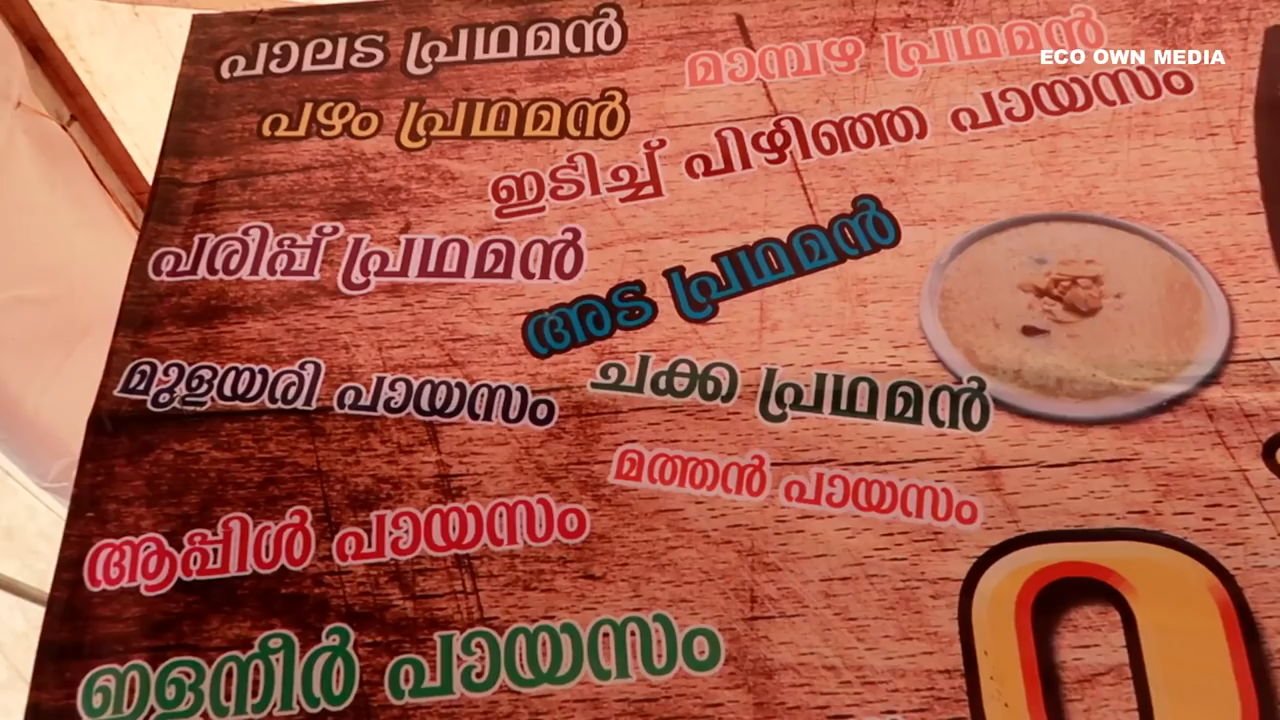 പാലട പ്രഥമൻ
മാമ്പഴ പ്രഥമൻ
ECO OWN MEDIA
പഴം പ്രഥമൻ
ഇടിച്ച് പിഴിഞ്ഞ പായസം
പരിപ്പ് പ്രഥമൻ
അട പ്രഥമൻ
മുളയരി പായസം
ചക്ക പ്രഥമൻ
മത്തൻ പായസം
ആപ്പിൾ പായസം
ഇളനീർ പായസം